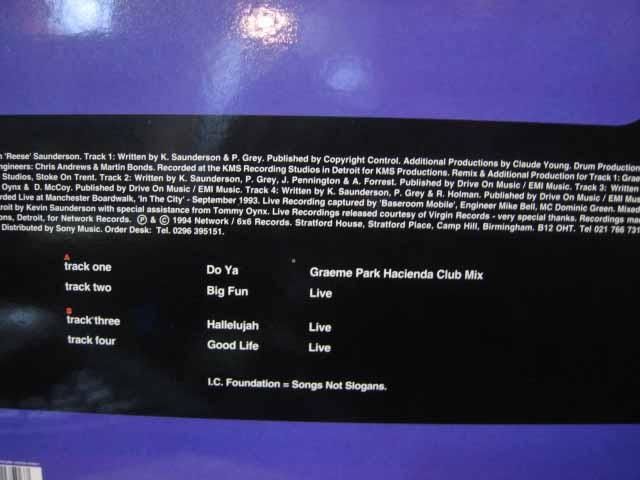 'Reese' Saunderson. Track 1: Written by K. Saunderson & P. Grey. Published by Copyright Control. Additional Productions by Claude Young. Drum Production
Engineers: Chris Andrews & Martin Bonds. Recorded at the KMS Recording Studios in Detroit for KMS Productions. Remix & Additional Production for Track 1: Grae
Studios, Stoke On Trent. Track 2: Written by K. Saunderson, P. Grey, J. Pennington & A. Forrest. Published by Drive On Music / EMI Music. Track 3: Written
Oynx & D. McCoy. Published by Drive On Music / EMI Music. Track 4: Written by K. Saunderson, P. Grey & R. Holman. Published by Drive On Music / EMI Music.
rded Live at Manchester Boardwalk, 'In The City' - September 1993. Live Recording captured by 'Baseroom Mobile', Engineer Mike Bell, MC Dominic Green. Mixed
troit by Kevin Saunderson with special assistance from Tommy Oynx. Live Recordings released courtesy of Virgin Records - very special thanks. Recordings m
ons, Detroit, for Network Records. ℗ & © 1994 Network / 6x6 Records. Stratford House, Stratford Place, Camp Hill, Birmingham. B12 OHT. Tel 021 766 731
Distributed by Sony Music. Order Desk: Tel. 0296 395151.
A
track one Do Ya Graeme Park Hacienda Club Mix
track two Big Fun Live
B
track three Hallelujah Live
track four Good Life Live
I.C. Foundation = Songs Not Slogans.